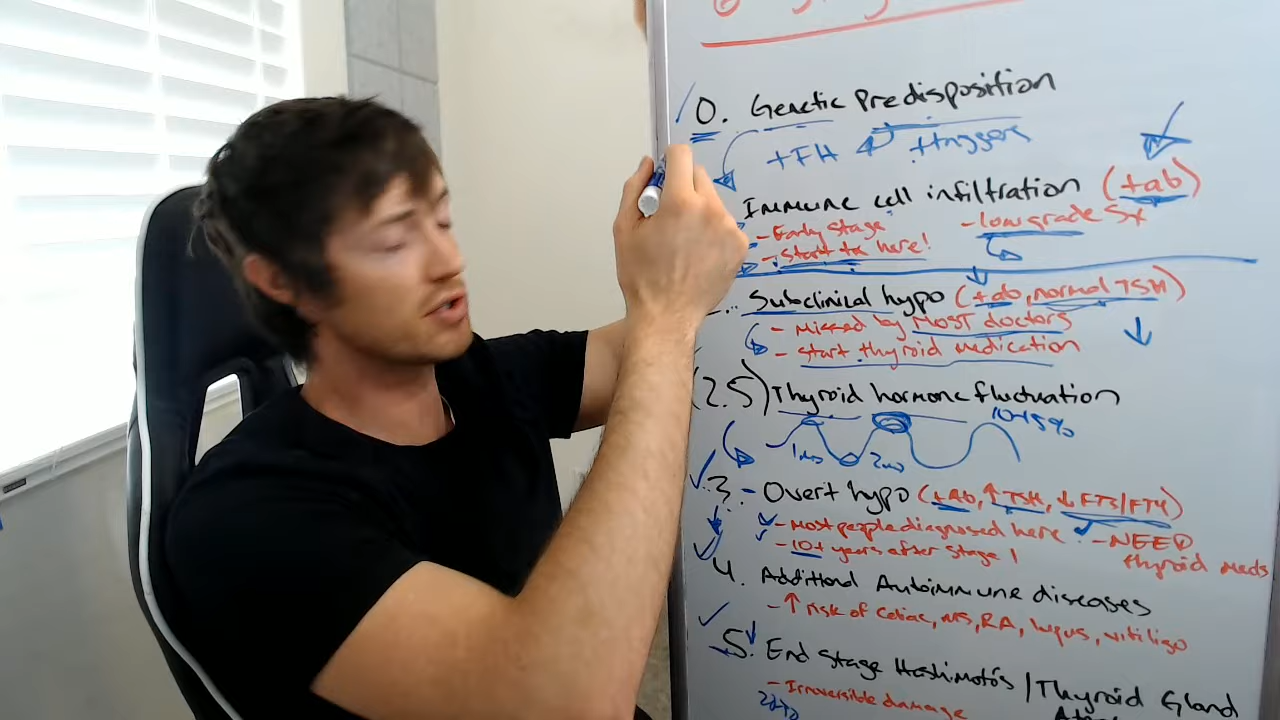 0. Genetic Predisposition
+FH triggers
Immune cell infiltration (+ab)
- Early stage
- low grade Sx
- start tx here!
Subclinical hypo (+ab, normal TSH)
- Missed by MOST doctors
- start thyroid medication
(2.5) Thyroid hormone fluctuation
10-15%
3. - Overt hypo (+Ab, ↑TSH, ↓FT3/FT4)
- Most people diagnosed here
- NEED thyroid meds
- 10+ years after stage 1
4. Additional Autoimmune diseases
- ↑ risk of celiac, MS, RA, lupus, vitiligo
5. End stage Hashimoto's / Thyroid Gland
- Irreversible damage